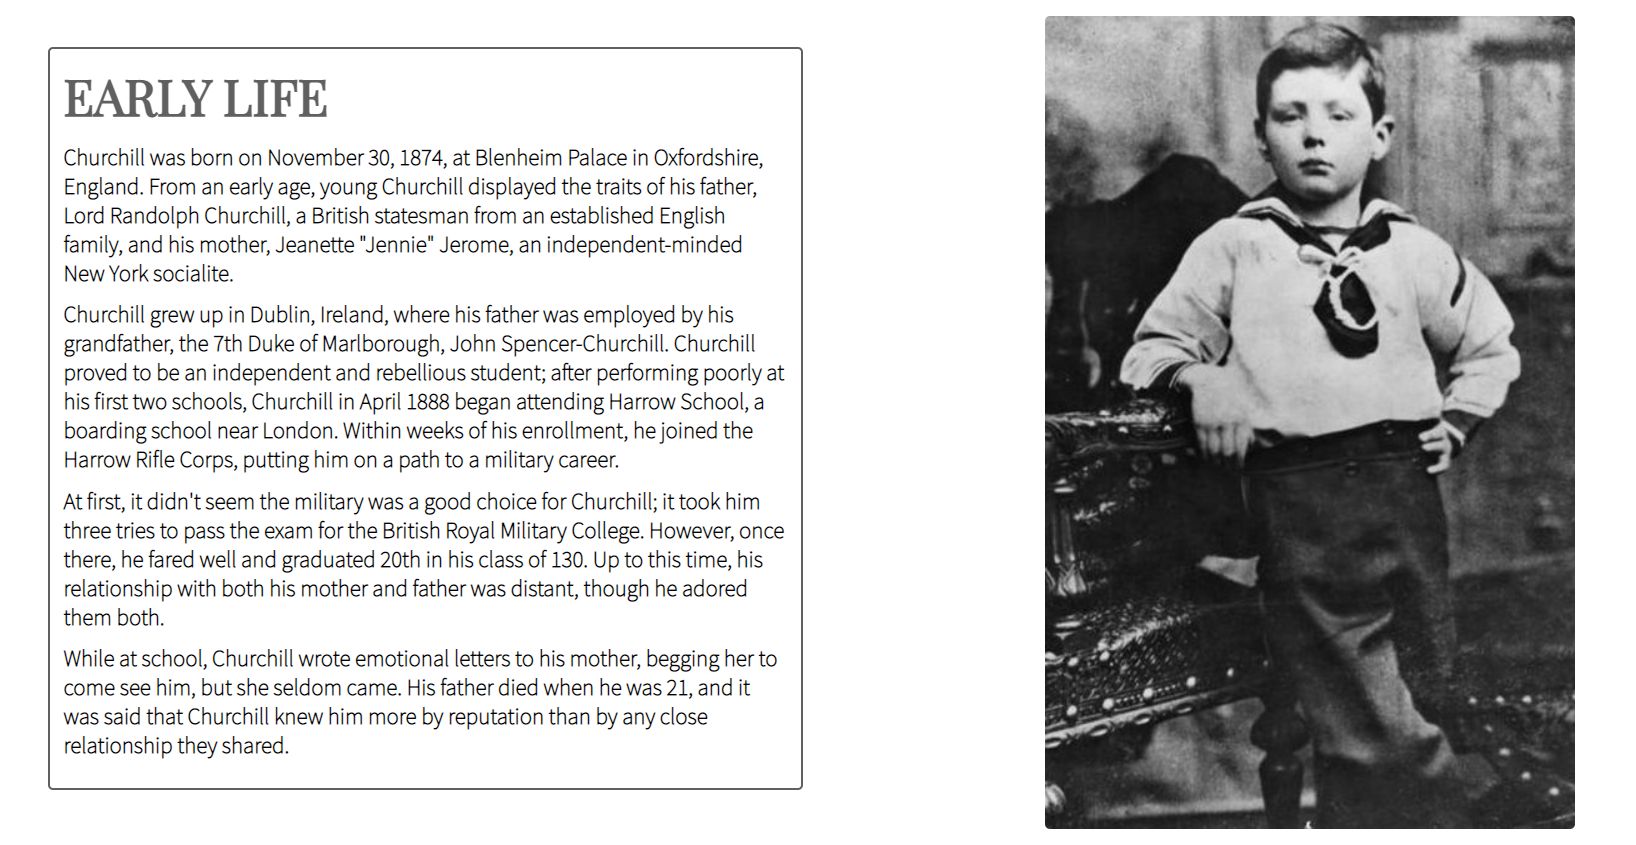 EARLY LIFE
Churchill was born on November 30, 1874, at Blenheim Palace in Oxfordshire,
England. From an early age, young Churchill displayed the traits of his father,
Lord Randolph Churchill, a British statesman from an established English
family, and his mother, Jeanette "Jennie" Jerome, an independent-minded
New York socialite.
Churchill grew up in Dublin, Ireland, where his father was employed by his
grandfather, the 7th Duke of Marlborough, John Spencer-Churchill. Churchill
proved to be an independent and rebellious student; after performing poorly at
his first two schools, Churchill in April 1888 began attending Harrow School, a
boarding school near London. Within weeks of his enrollment, he joined the
Harrow Rifle Corps, putting him on a path to a military career.
At first, it didn't seem the military was a good choice for Churchill; it took him
three tries to pass the exam for the British Royal Military College. However, once
there, he fared well and graduated 20th in his class of 130. Up to this time, his
relationship with both his mother and father was distant, though he adored
them both.
While at school, Churchill wrote emotional letters to his mother, begging her to
come see him, but she seldom came. His father died when he was 21, and it
was said that Churchill knew him more by reputation than by any close
relationship they shared.